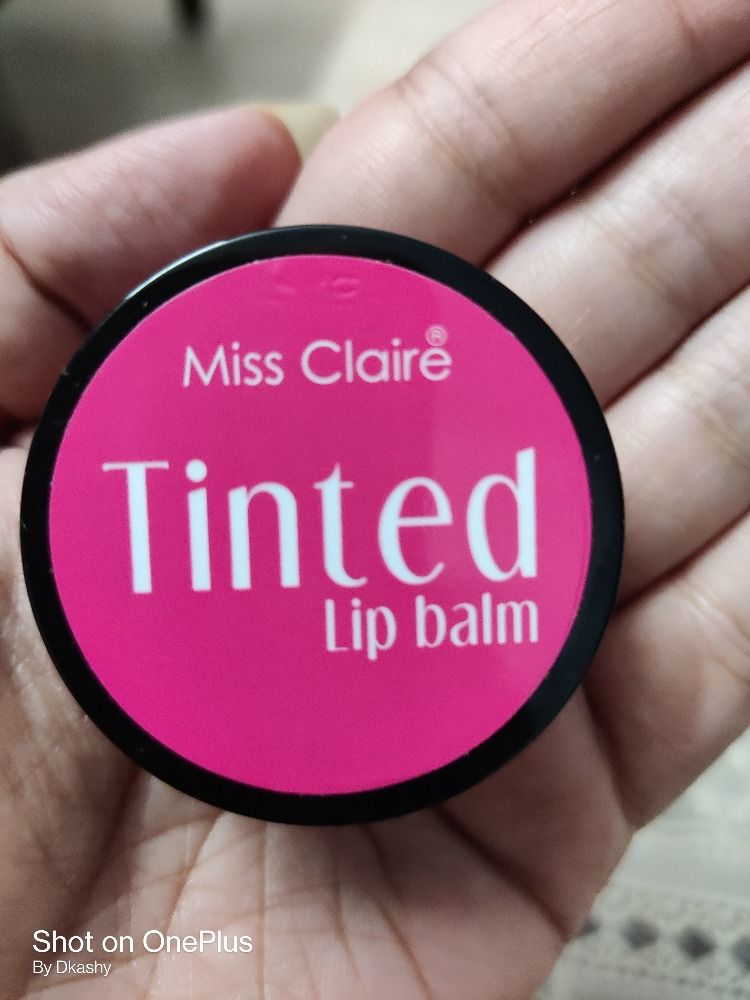 Miss Claire®
Tinted
Lip balm
Shot on OnePlus
By Dkashy